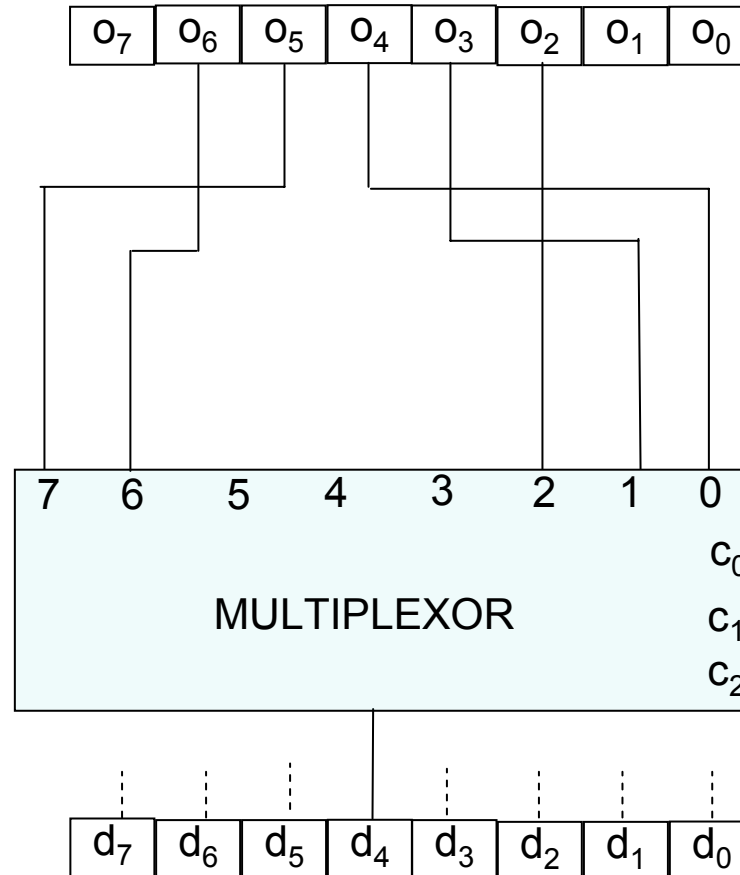 o₇ o₆ o₅ o₄ o₃ o₂ o₁ o₀
7 6 5 4 3 2 1 0
c₀
MULTIPLEXOR c₁
c₂
d₇ d₆ d₅ d₄ d₃ d₂ d₁ d₀